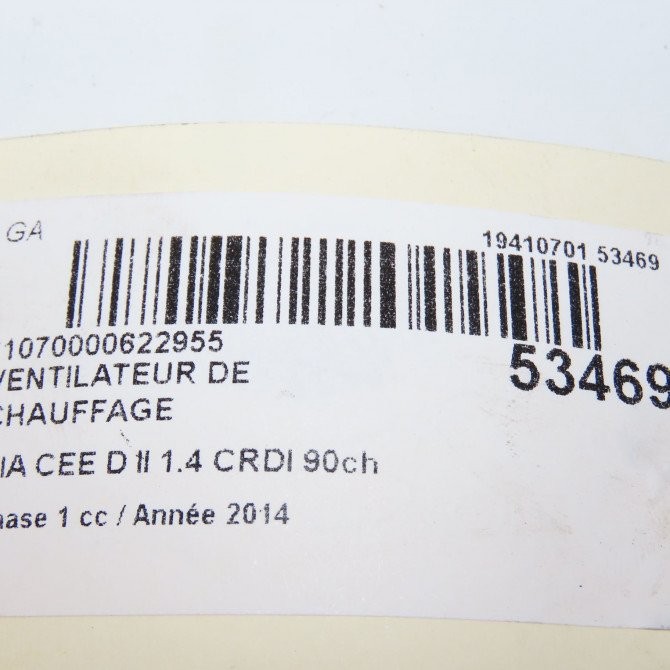 GA
19410701 53469
1070000622955
53469
VENTILATEUR DE
CHAUFFAGE
IA CEE D II 1.4 CRDI 90ch
hase 1 cc / Année 2014